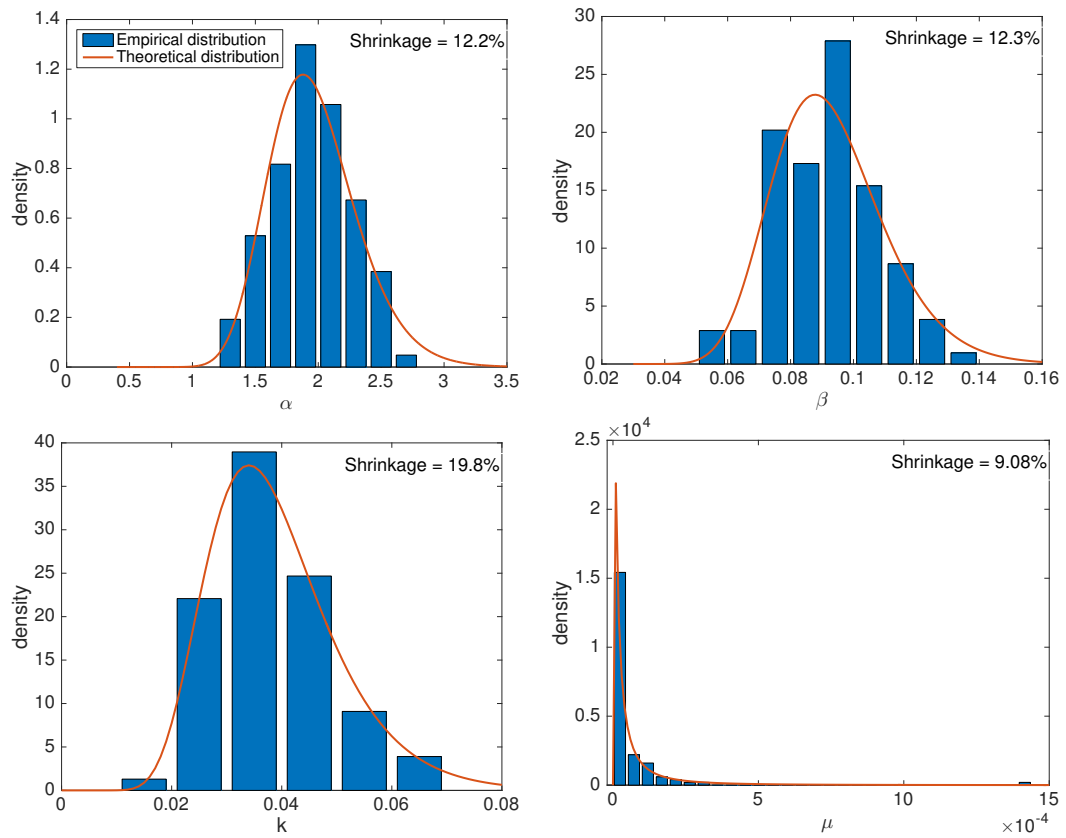 1.4
1.2
1
0.8
0.6
0.4
0.2
0
density
Empirical distribution
Theoretical distribution
Shrinkage = 12.2%
0 0.5 1 1.5 2 2.5 3 3.5
α
30
25
20
15
10
5
0
density
Shrinkage = 12.3%
0.02 0.04 0.06 0.08 0.1 0.12 0.14 0.16
β
40
35
30
25
20
15
10
5
0
density
Shrinkage = 19.8%
0 0.02 0.04 0.06 0.08
k
×10⁴
2.5
2
1.5
1
0.5
0
density
Shrinkage = 9.08%
0 5 10 15
×10⁻⁴
μ